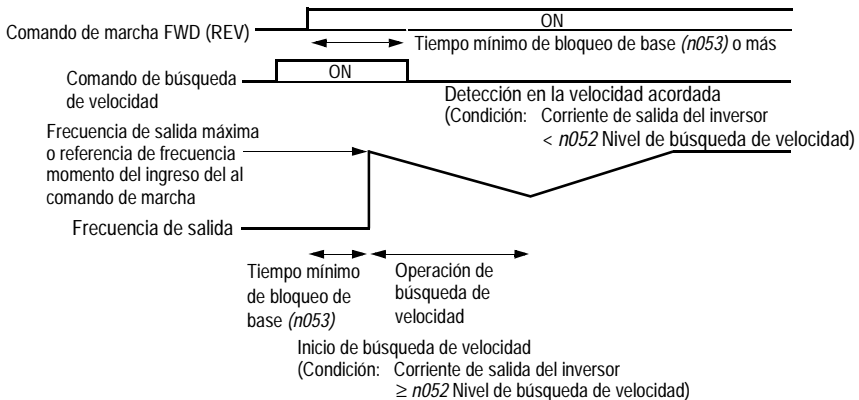 ON
Comando de marcha FWD (REV)
Tiempo mínimo de bloqueo de base (n053) o más
ON
Comando de búsqueda
de velocidad
Detección en la velocidad acordada
(Condición: Corriente de salida del inversor
< n052 Nivel de búsqueda de velocidad)
Frecuencia de salida máxima
o referencia de frecuencia
momento del ingreso del al
comando de marcha
Frecuencia de salida
Tiempo mínimo
de bloqueo de
base (n053)
Operación de
búsqueda de
velocidad
Inicio de búsqueda de velocidad
(Condición: Corriente de salida del inversor
≥ n052 Nivel de búsqueda de velocidad)